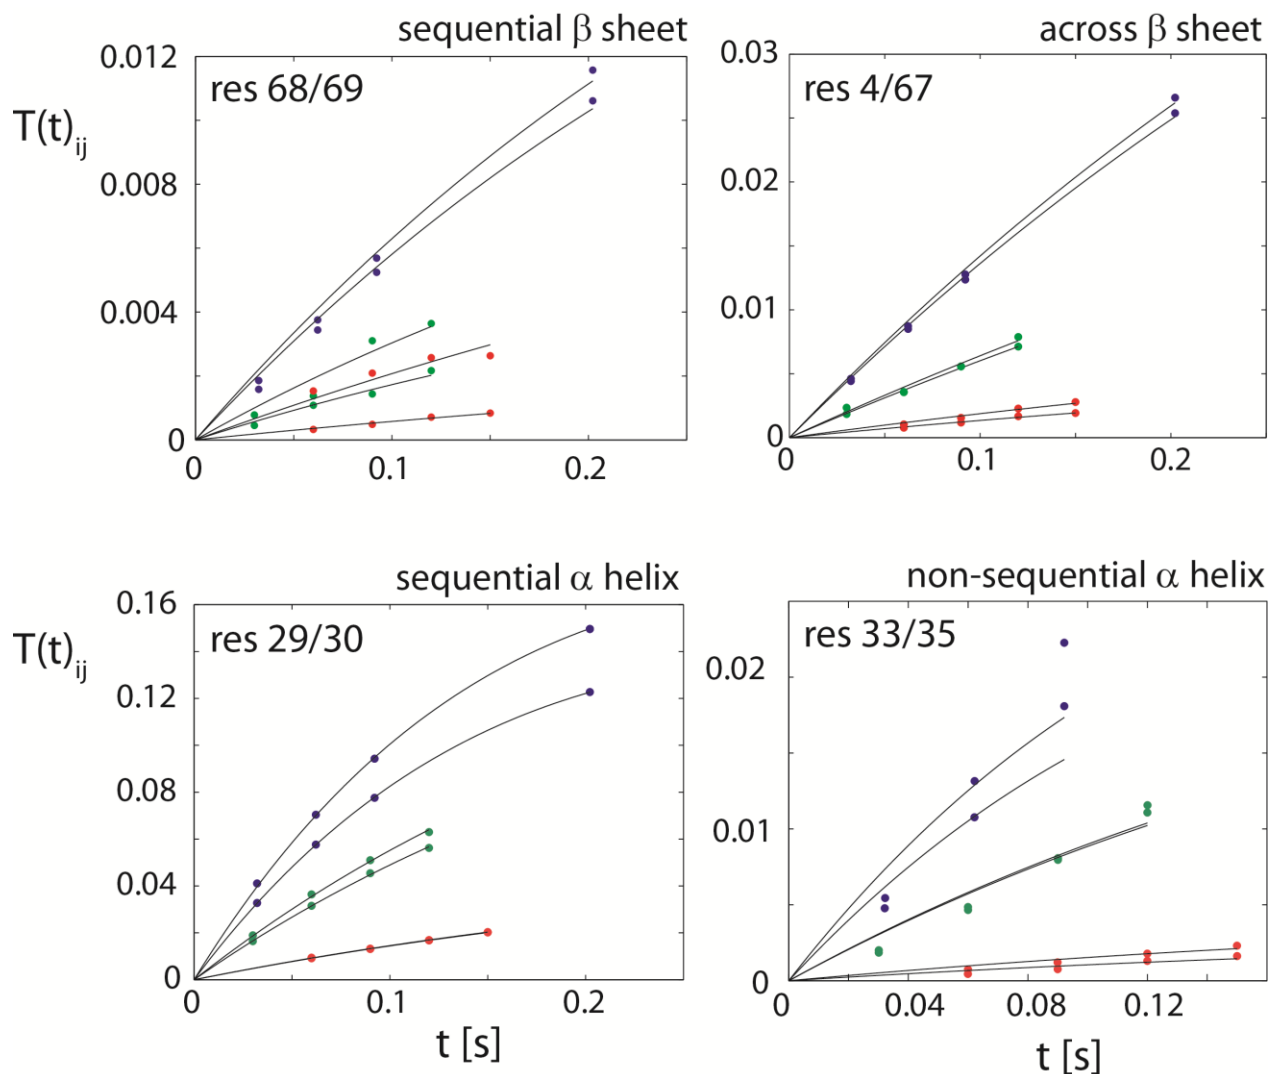 sequential β sheet
across β sheet
0.012
res 68/69
T(t)ij
0.008
0.004
0
0
0.1
0.2
0.03
res 4/67
0.02
0.01
0
0
0.1
0.2
sequential α helix
non-sequential α helix
0.16
res 29/30
T(t)ij
0.12
0.08
0.04
0
0
0.1
0.2
t [s]
res 33/35
0.02
0.01
0
0
0.04
0.08
0.12
t [s]